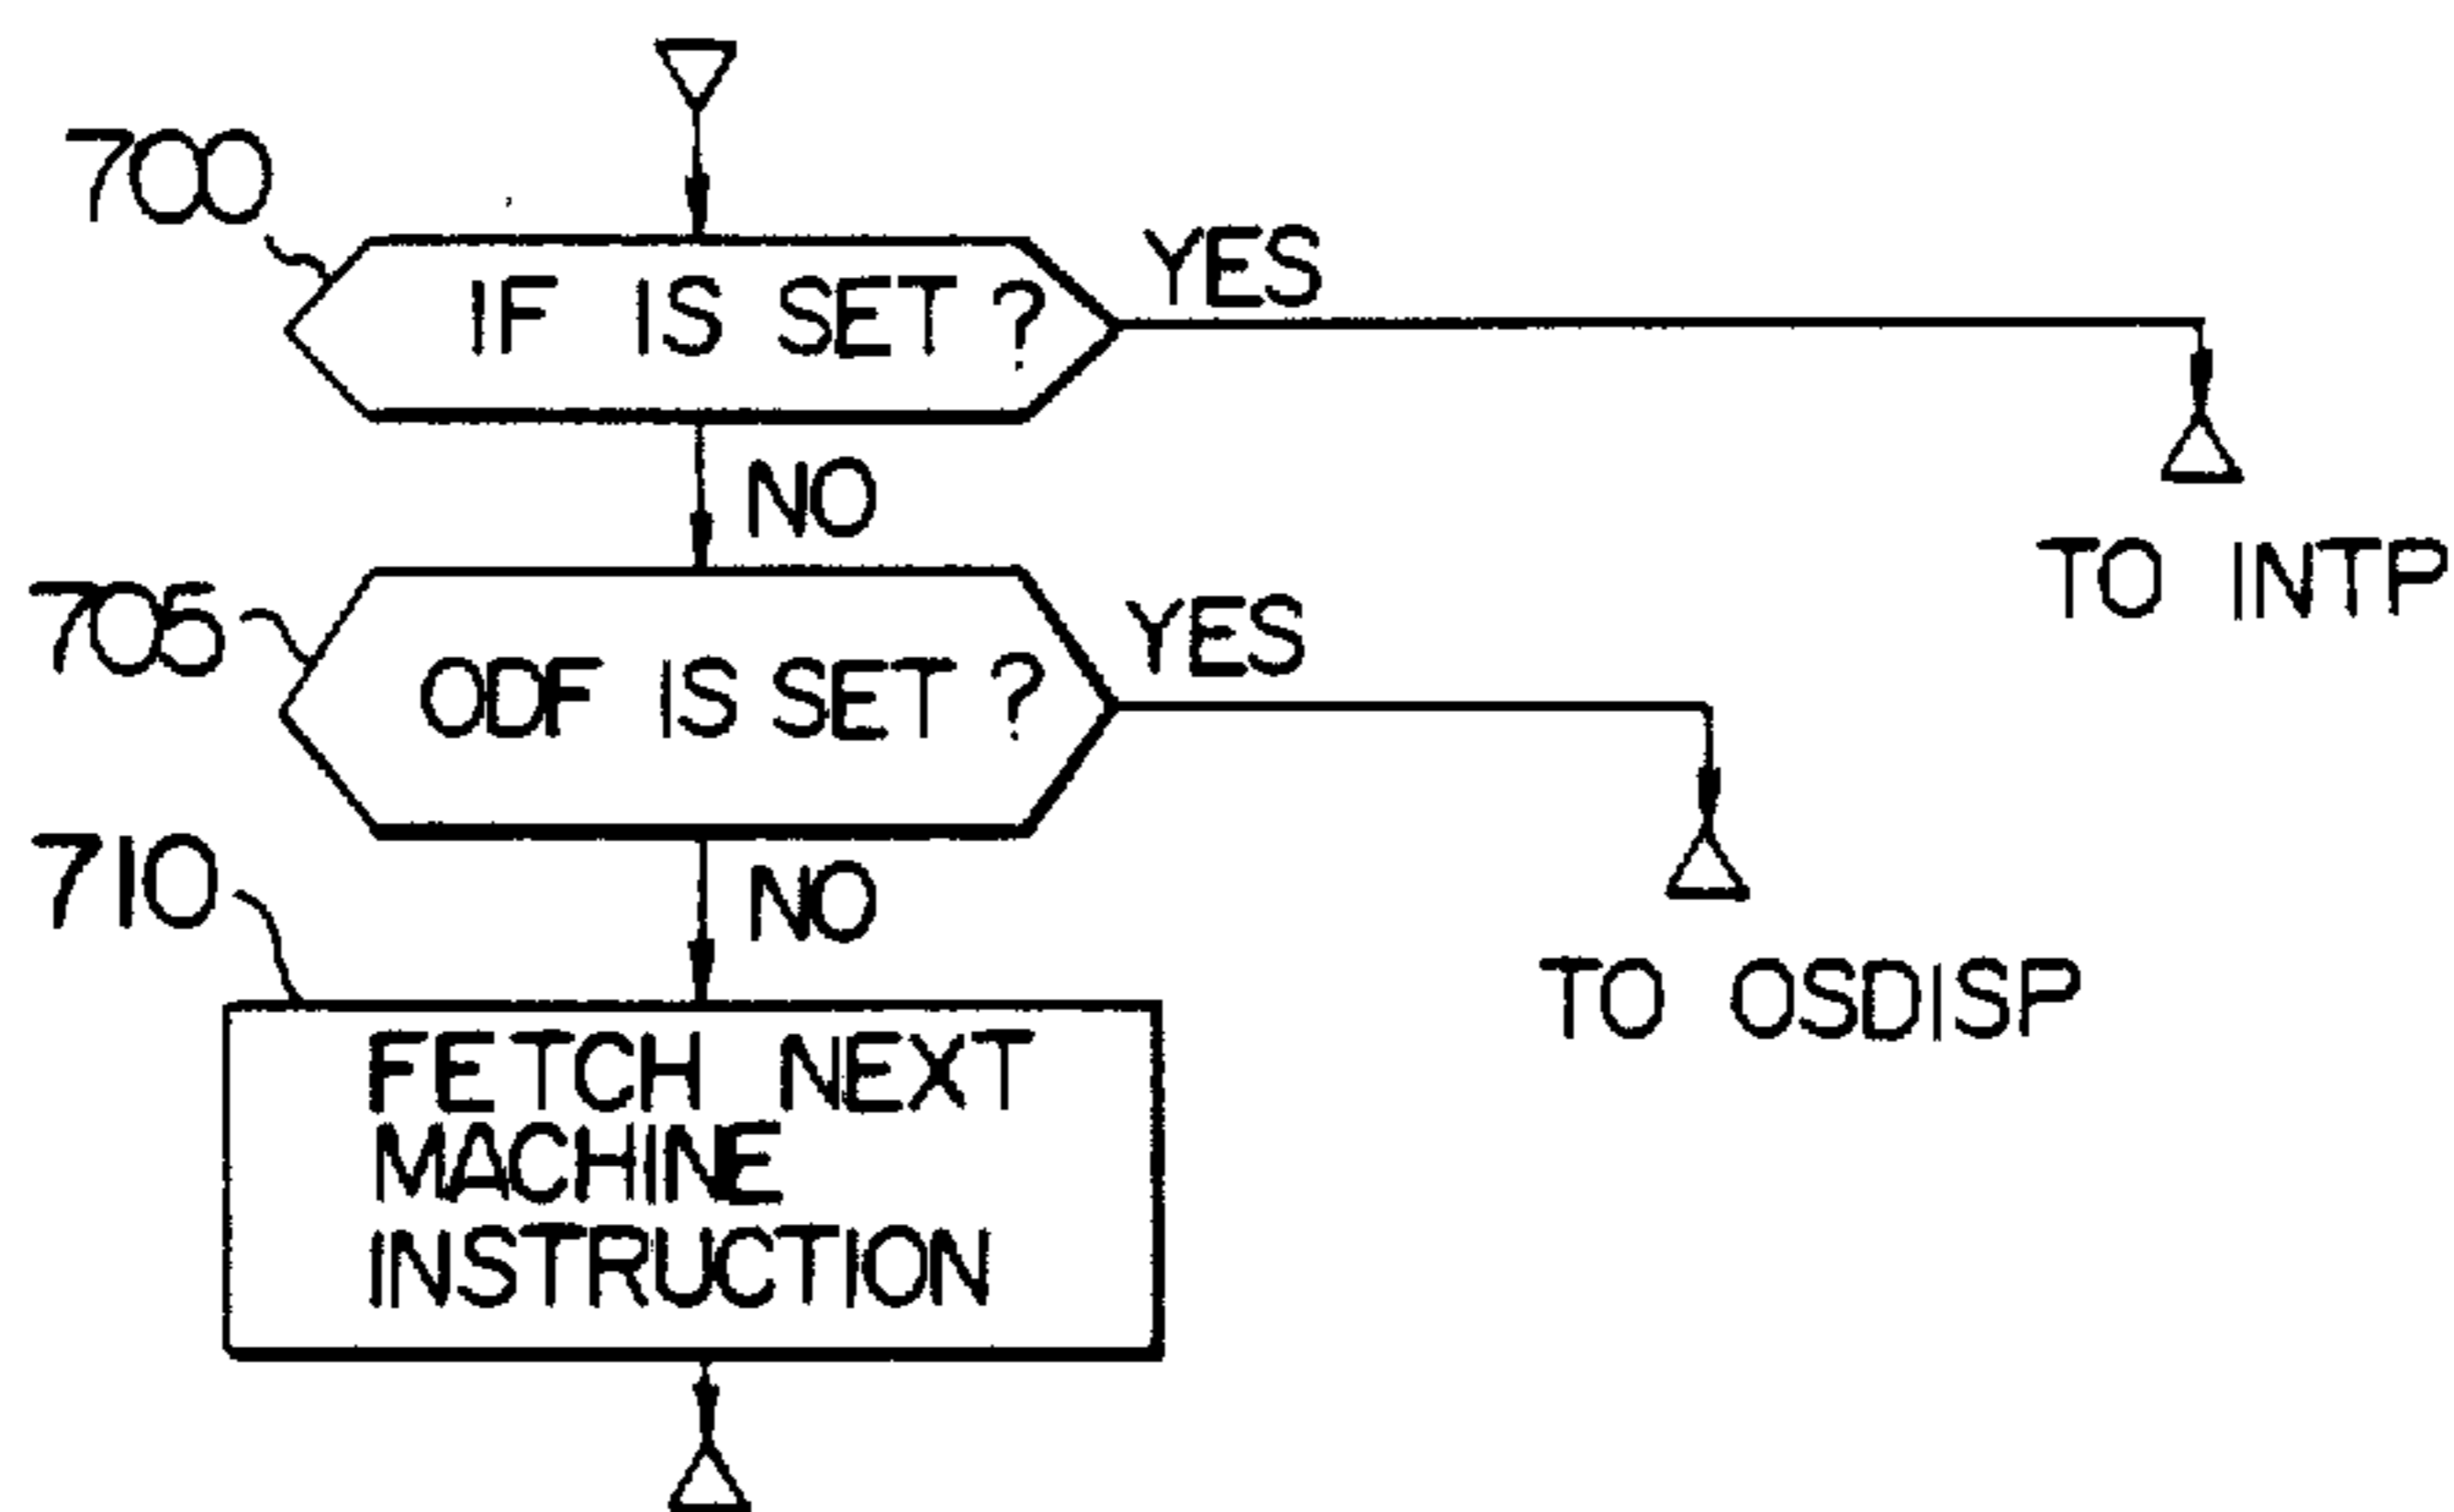 700
IF IS SET ?
YES
NO
TO INTP
705
ODF IS SET ?
YES
NO
TO OSDISP
710
FETCH NEXT
MACHINE
INSTRUCTION